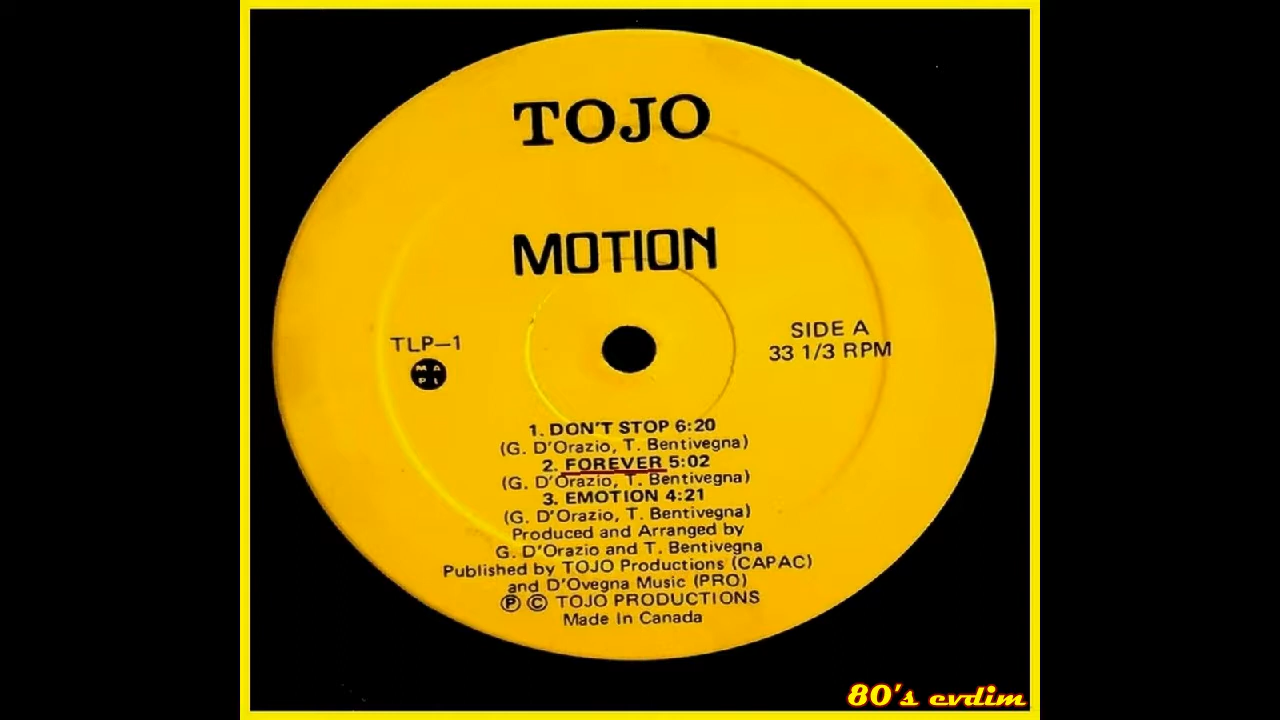 TOJO
MOTION
TLP—1
MA
PL
SIDE A
33 1/3 RPM
1. DON'T STOP 6:20
(G. D'Orazio, T. Bentivegna)
2. FOREVER 5:02
(G. D'Orazio, T. Bentivegna)
3. EMOTION 4:21
(G. D'Orazio, T. Bentivegna)
Produced and Arranged by
G. D'Orazio and T. Bentivegna
Published by TOJO Productions (CAPAC)
and D'Ovegna Music (PRO)
Ⓟ © TOJO PRODUCTIONS
Made In Canada
80's evdim